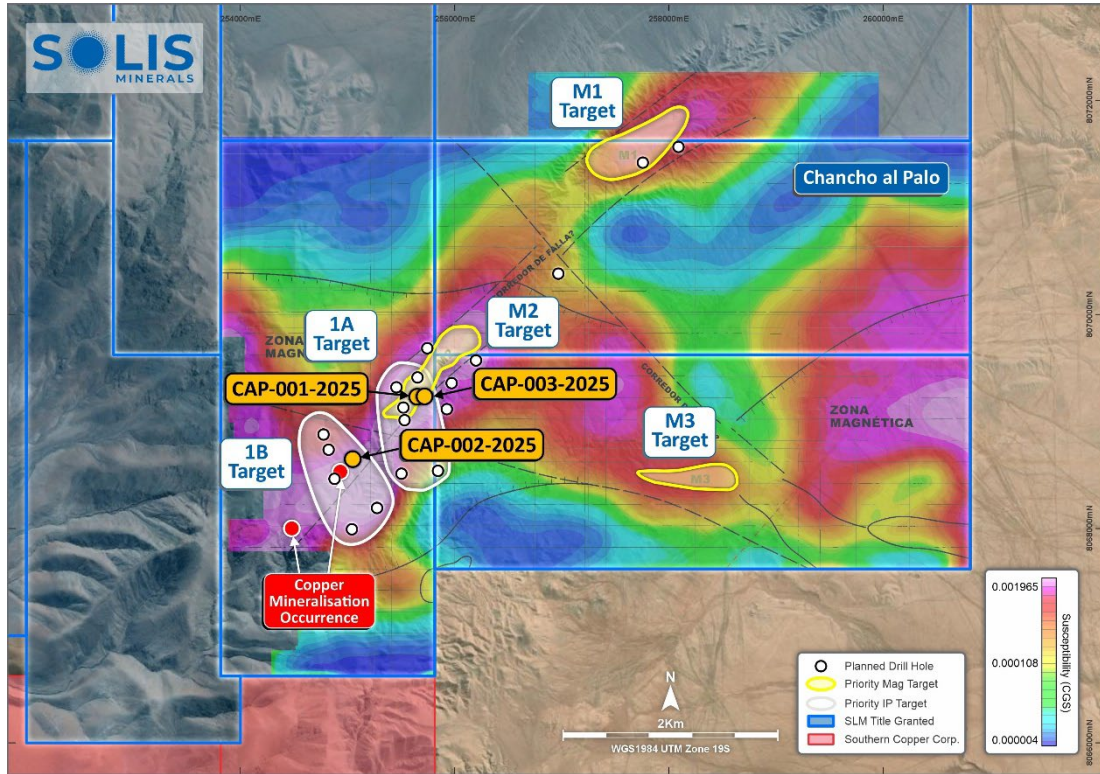 254000mE
256000mE
258000mE
260000mE
SOLIS
MINERALS
M1
Target
8072000mN
M1
Chancho al Palo
CORREDOR DE FALLA?
M2
Target
1A
Target
8070000mN
ZONA
CAP-001-2025
CAP-003-2025
CORREDOR
ZONA
MAGNÉTICA
M3
Target
CAP-002-2025
1B
Target
M3
8068000mN
Copper
Mineralisation
Occurrence
0.001965
0.000108
0.000004
Susceptibility (CGS)
Planned Drill Hole
Priority Mag Target
Priority IP Target
SLM Title Granted
Southern Copper Corp.
N
2Km
WGS1984 UTM Zone 19S
8066000mN